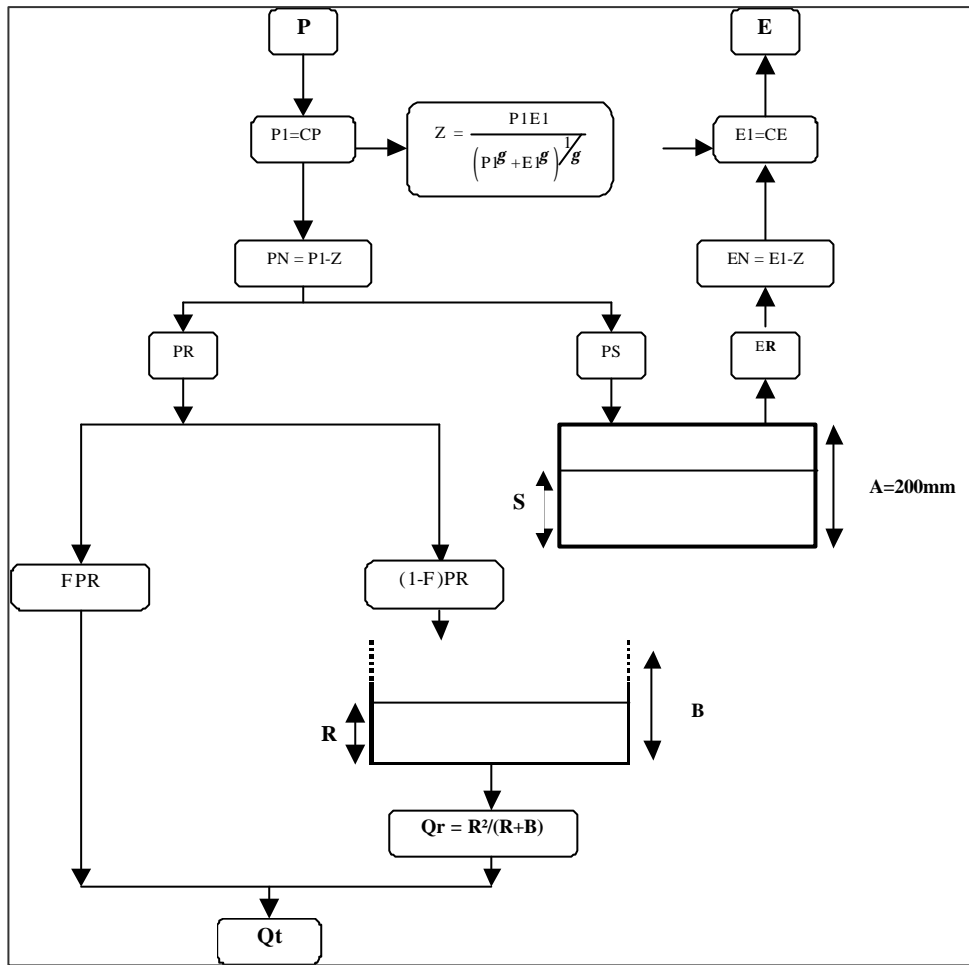 P
E
P1=CP
Z = P1E1 / (P1^g +E1^g)^1/g
E1=CE
PN = P1-Z
EN = E1-Z
PR
PS
ER
S
A=200mm
FPR
(1-F)PR
R
B
Qr = R²/(R+B)
Qt